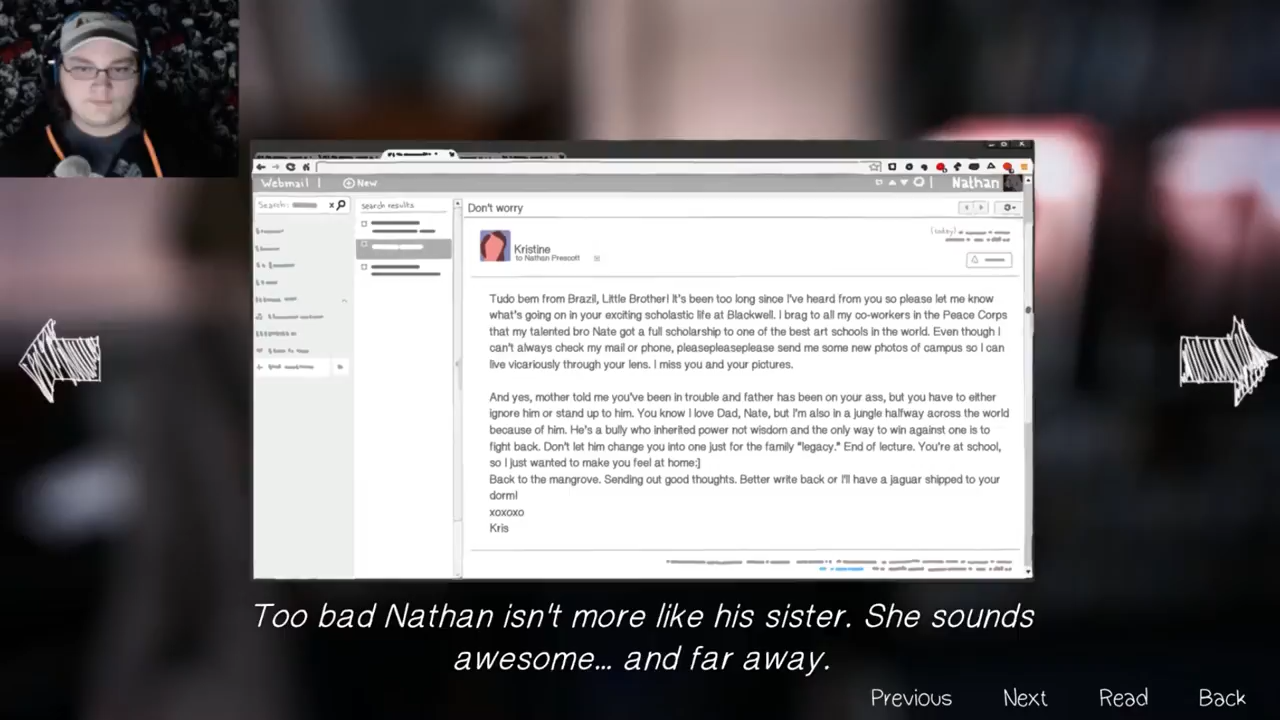 Webmail |
New
Nathan
Search:
x
search results
Don't worry
(today)
Kristine
to Nathan Prescott
Tudo bem from Brazil, Little Brother! It's been too long since I've heard from you so please let me know
what's going on in your exciting scholastic life at Blackwell. I brag to all my co-workers in the Peace Corps
that my talented bro Nate got a full scholarship to one of the best art schools in the world. Even though I
can't always check my mail or phone, pleasepleaseplease send me some new photos of campus so I can
live vicariously through your lens. I miss you and your pictures.
And yes, mother told me you've been in trouble and father has been on your ass, but you have to either
ignore him or stand up to him. You know I love Dad, Nate, but I'm also in a jungle halfway across the world
because of him. He's a bully who inherited power not wisdom and the only way to win against one is to
fight back. Don't let him change you into one just for the family "legacy." End of lecture. You're at school,
so I just wanted to make you feel at home:]
Back to the mangrove. Sending out good thoughts. Better write back or I'll have a jaguar shipped to your
dorm!
xoxoxo
Kris
Too bad Nathan isn't more like his sister. She sounds
awesome... and far away.
Previous Next Read Back